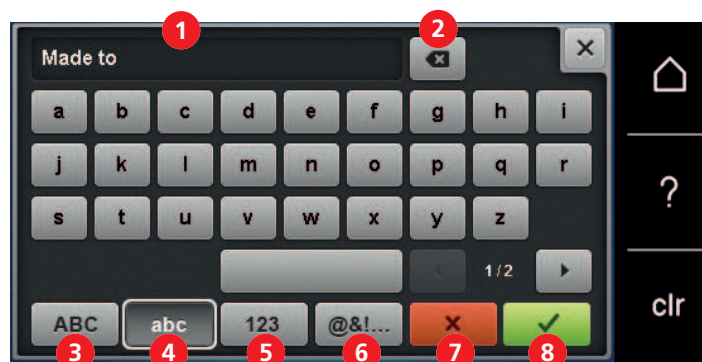 1 2
Made to
a b c d e f g h i
j k l m n o p q r
s t u v w x y z
1/2
ABC abc 123 @&!...
3 4 5 6 7 8
?
clr